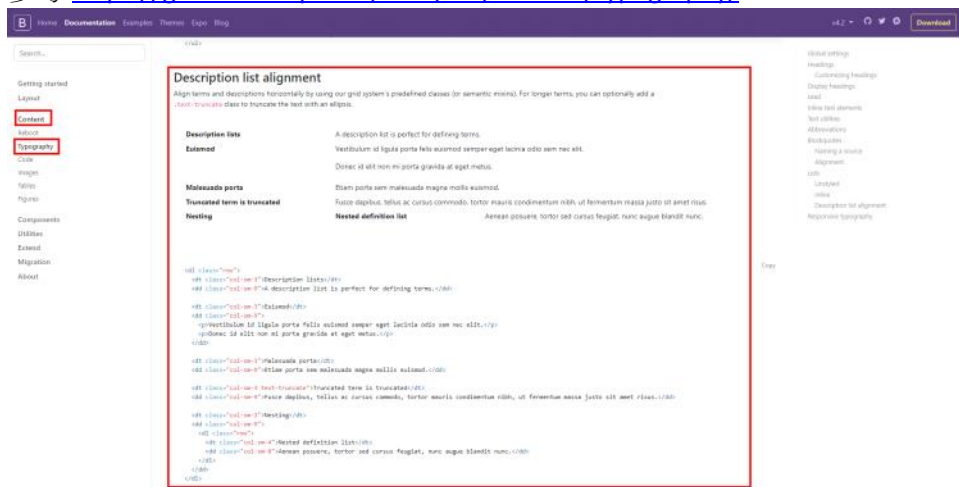 B Home Documentation Examples Themes Expo Blog v4.2 Download
Search...
Getting started
Layout
Content
Reboot
Typography
Code
Images
Tables
Figures
Components
Utilities
Extend
Migration
About
</ul>
Description list alignment
Align terms and descriptions horizontally by using our grid system's predefined classes (or semantic mixins). For longer terms, you can optionally add a
.text-truncate class to truncate the text with an ellipsis.
Description lists A description list is perfect for defining terms.
Euismod Vestibulum id ligula porta felis euismod semper eget lacinia odio sem nec elit.
Donec id elit non mi porta gravida at eget metus.
Malesuada porta Etiam porta sem malesuada magna mollis euismod.
Truncated term is truncated Fusce dapibus, tellus ac cursus commodo, tortor mauris condimentum nibh, ut fermentum massa justo sit amet risus.
Nesting Nested definition list Aenean posuere, tortor sed cursus feugiat, nunc augue blandit nunc.
Copy
<dl class="row">
<dt class="col-sm-3">Description lists</dt>
<dd class="col-sm-9">A description list is perfect for defining terms.</dd>
<dt class="col-sm-3">Euismod</dt>
<dd class="col-sm-9">
<p>Vestibulum id ligula porta felis euismod semper eget lacinia odio sem nec elit.</p>
<p>Donec id elit non mi porta gravida at eget metus.</p>
</dd>
<dt class="col-sm-3">Malesuada porta</dt>
<dd class="col-sm-9">Etiam porta sem malesuada magna mollis euismod.</dd>
<dt class="col-sm-3 text-truncate">Truncated term is truncated</dt>
<dd class="col-sm-9">Fusce dapibus, tellus ac cursus commodo, tortor mauris condimentum nibh, ut fermentum massa justo sit amet risus.</dd>
<dt class="col-sm-3">Nesting</dt>
<dd class="col-sm-9">
<dl class="row">
<dt class="col-sm-4">Nested definition list</dt>
<dd class="col-sm-8">Aenean posuere, tortor sed cursus feugiat, nunc augue blandit nunc.</dd>
</dl>
</dd>
</dl>
Global settings
Headings
Customizing headings
Display headings
Lead
Inline text elements
Text utilities
Abbreviations
Blockquotes
Naming a source
Alignment
Lists
Unstyled
Inline
Description list alignment
Responsive typography